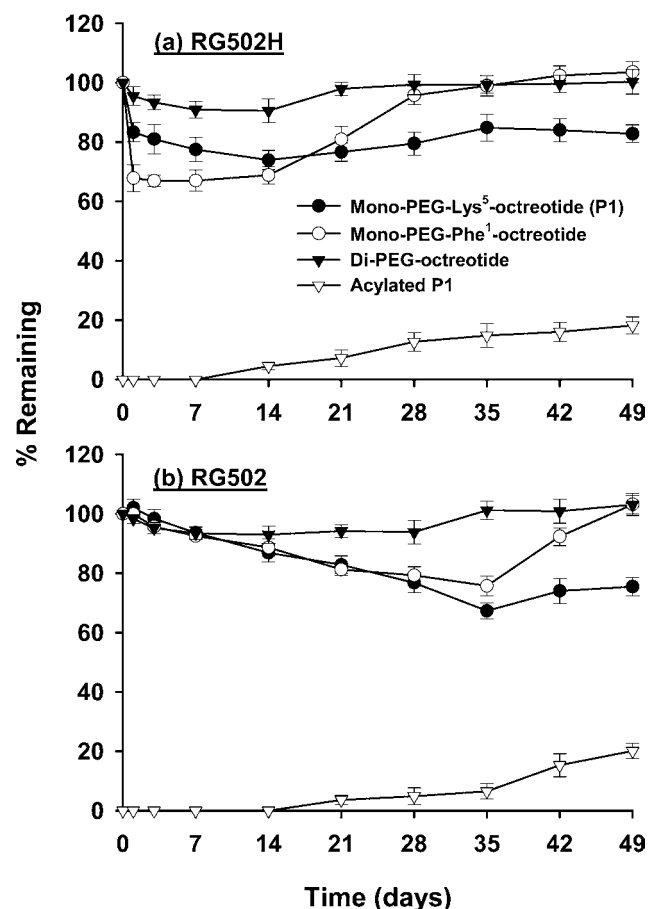 (a) RG502H
120
100
80
60
40
20
0
Mono-PEG-Lys⁵-octreotide (P1)
Mono-PEG-Phe¹-octreotide
Di-PEG-octreotide
Acylated P1
0 7 14 21 28 35 42 49
% Remaining
(b) RG502
120
100
80
60
40
20
0
0 7 14 21 28 35 42 49
Time (days)